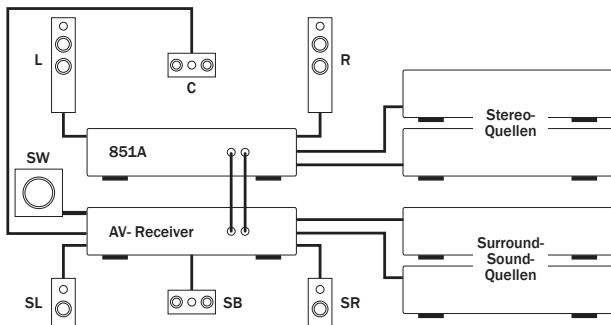 L
C
R
851A
Stereo-
Quellen
SW
AV- Receiver
Surround-
Sound-
Quellen
SL
SB
SR